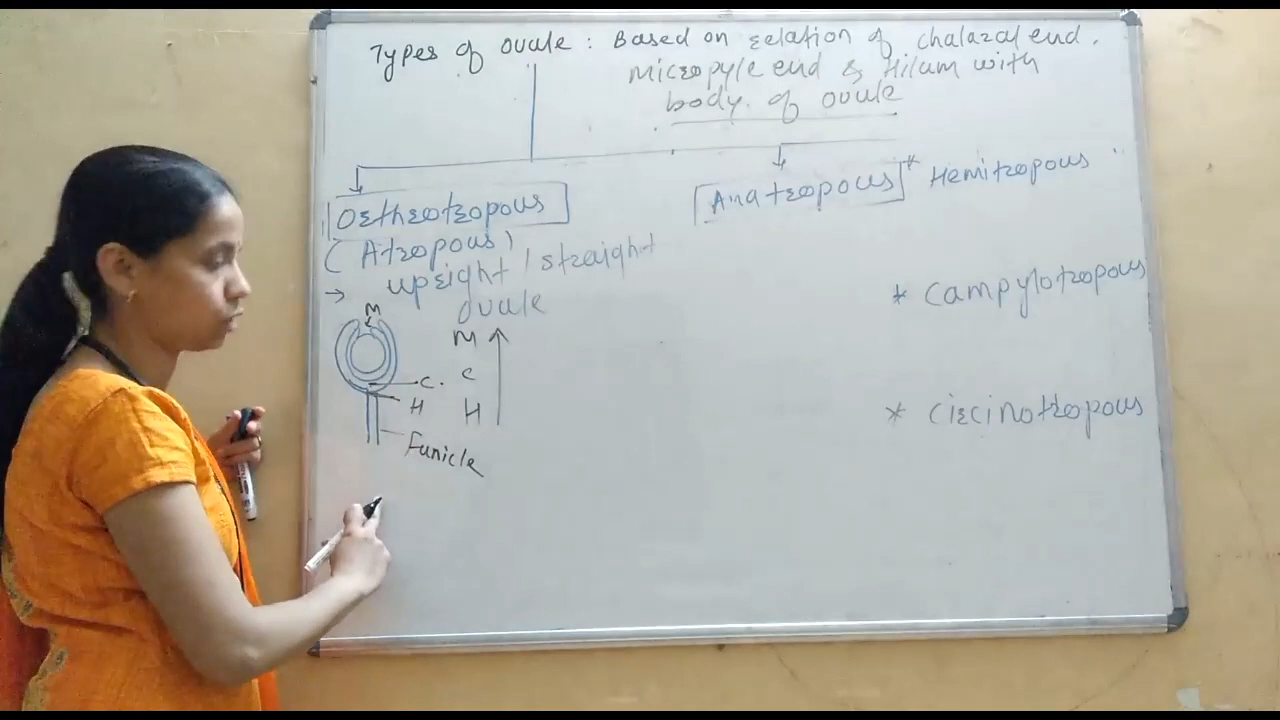 Types of ovule : Based on relation of chalazal end,
micropyle end & Hilum with
body of ovule
Orthrotropous
Anatropous
* Hemitropous "
(Atropous)
→ upright / straight
ovule
* Campylotropous
* Circinotropous
M
C.
H
Funicle
M
C
H